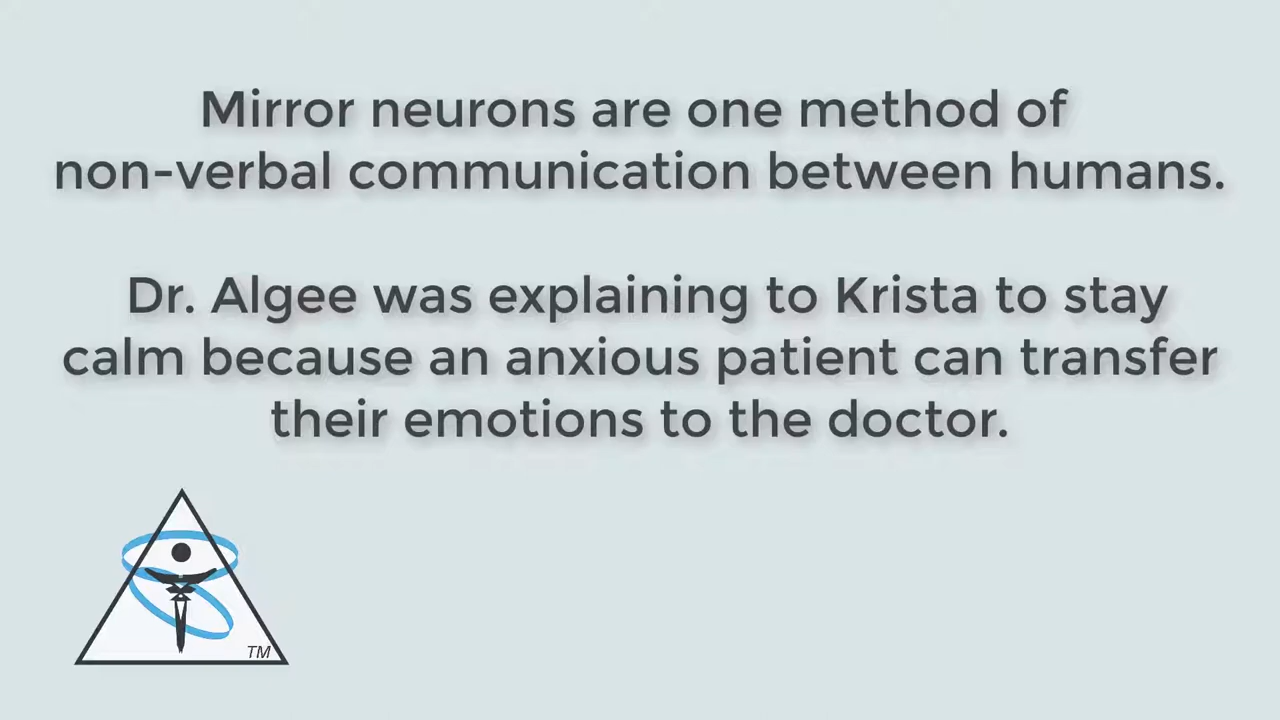 Mirror neurons are one method of
non-verbal communication between humans.
Dr. Algee was explaining to Krista to stay
calm because an anxious patient can transfer
their emotions to the doctor.
TM